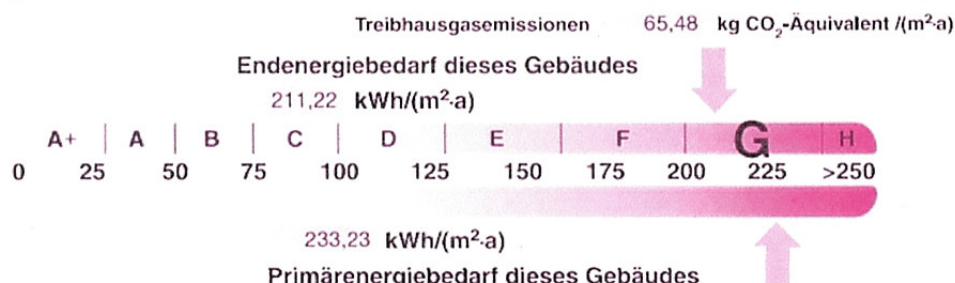 Treibhausgasemissionen 65,48 kg CO₂-Äquivalent /(m²·a)
Endenergiebedarf dieses Gebäudes
211,22 kWh/(m²·a)
A+ A B C D E F G H
0 25 50 75 100 125 150 175 200 225 >250
233,23 kWh/(m²·a)
Primärenergiebedarf dieses Gebäudes